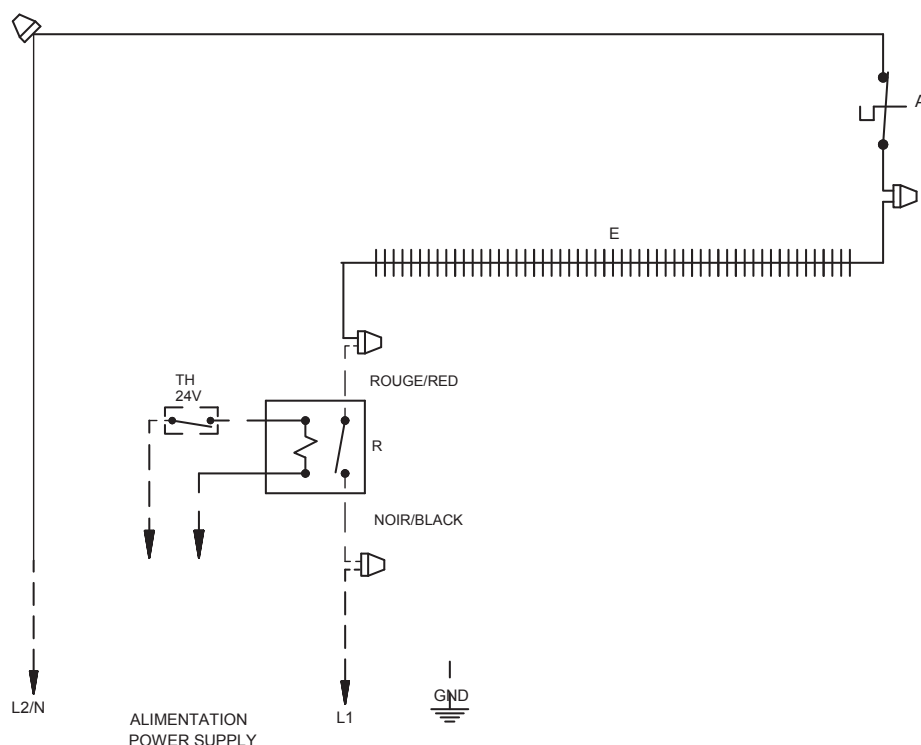 A
E
ROUGE/RED
TH
24V
R
NOIR/BLACK
GND
L2/N
L1
ALIMENTATION
POWER SUPPLY